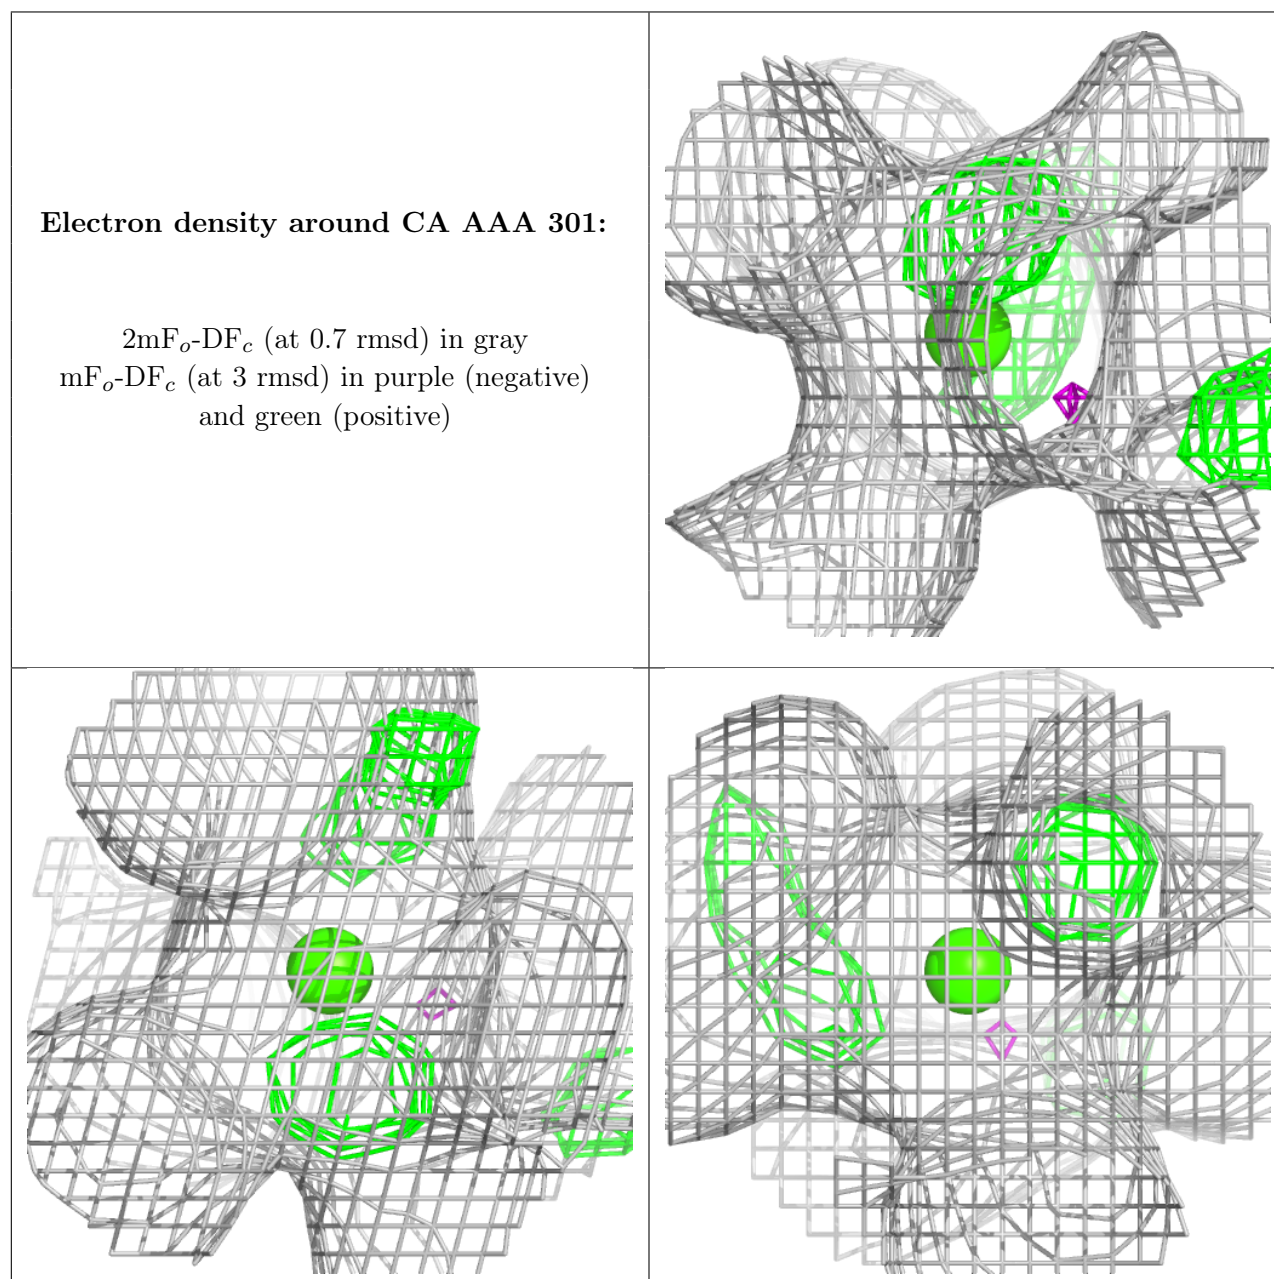 Electron density around CA AAA 301:
2mFo-DFc (at 0.7 rmsd) in gray
mFo-DFc (at 3 rmsd) in purple (negative)
and green (positive)